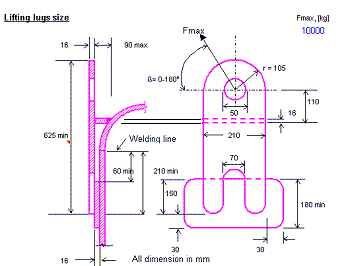 Lifting lugs size
Fmax, [kg]
10000
Fmax
16
90 max
ß= 0-160°
r = 105
50
16
110
625 min
Welding line
210
60 min
70
210 min
150
180 min
30
30
16
All dimension in mm